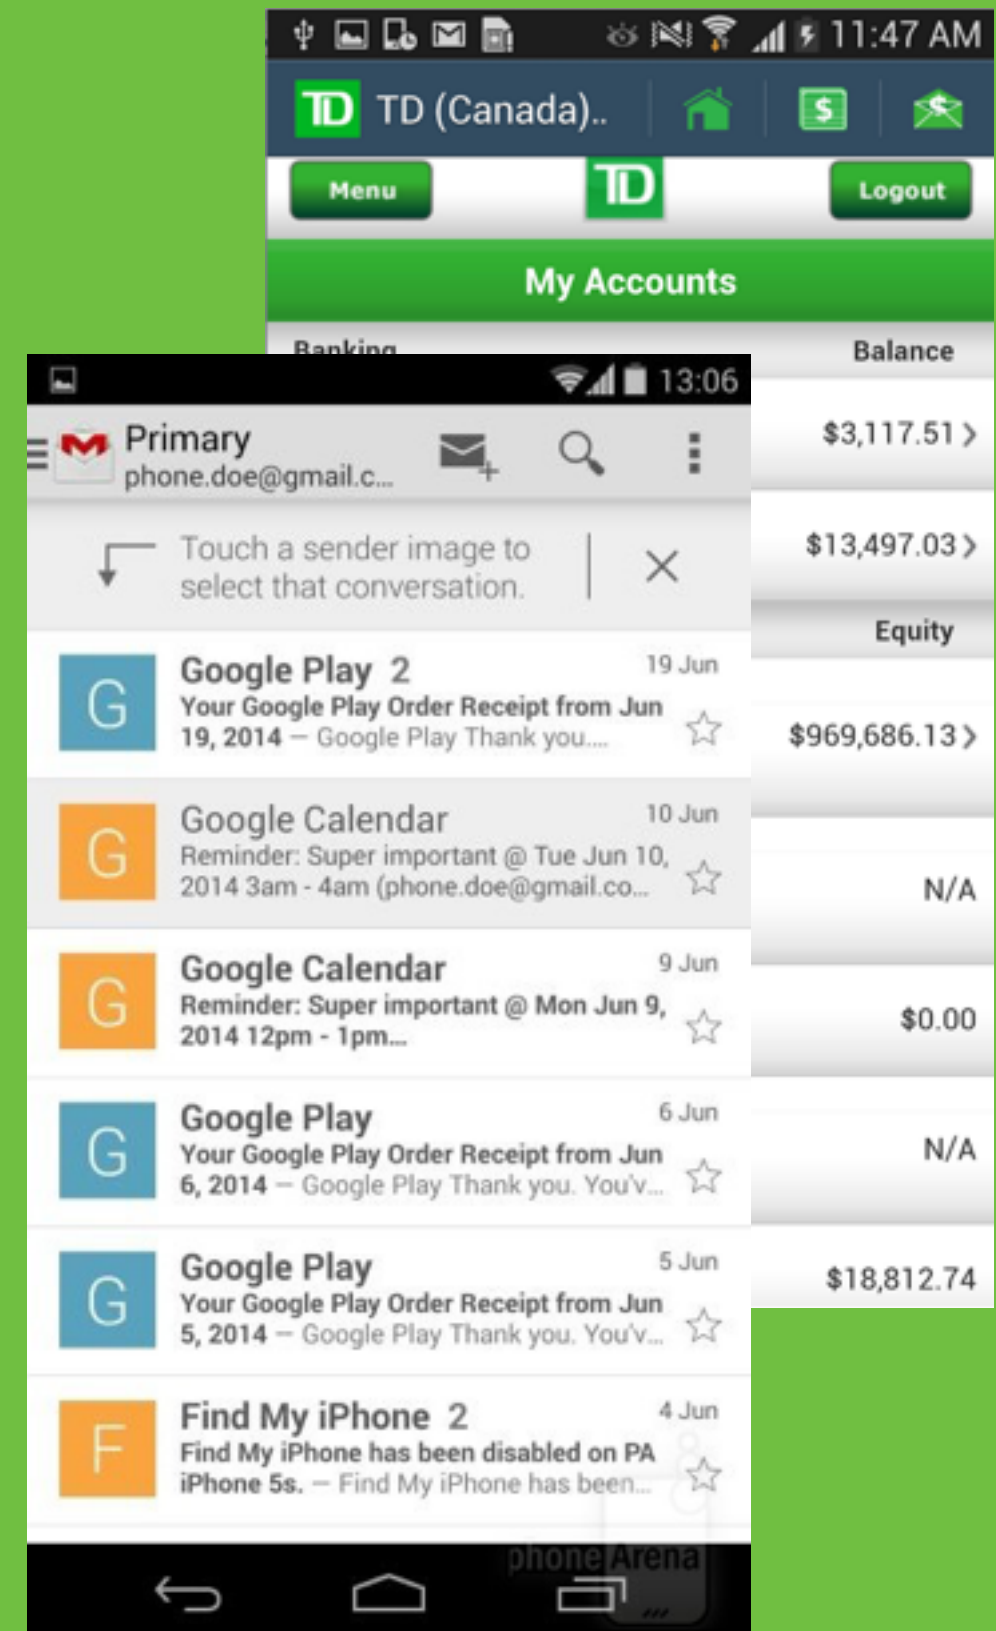 11:47 AM
TD TD (Canada)..
Menu
TD
Logout
My Accounts
Banking Balance
$3,117.51
$13,497.03
Equity
$969,686.13
N/A
$0.00
N/A
$18,812.74
13:06
Primary
phone.doe@gmail.c...
Touch a sender image to
select that conversation.
G
Google Play 2 19 Jun
Your Google Play Order Receipt from Jun
19, 2014 — Google Play Thank you....
G
Google Calendar 10 Jun
Reminder: Super important @ Tue Jun 10,
2014 3am - 4am (phone.doe@gmail.co...
G
Google Calendar 9 Jun
Reminder: Super important @ Mon Jun 9,
2014 12pm - 1pm...
G
Google Play 6 Jun
Your Google Play Order Receipt from Jun
6, 2014 — Google Play Thank you. You'v...
G
Google Play 5 Jun
Your Google Play Order Receipt from Jun
5, 2014 — Google Play Thank you. You'v...
F
Find My iPhone 2 4 Jun
Find My iPhone has been disabled on PA
iPhone 5s. — Find My iPhone has been...
phoneArena